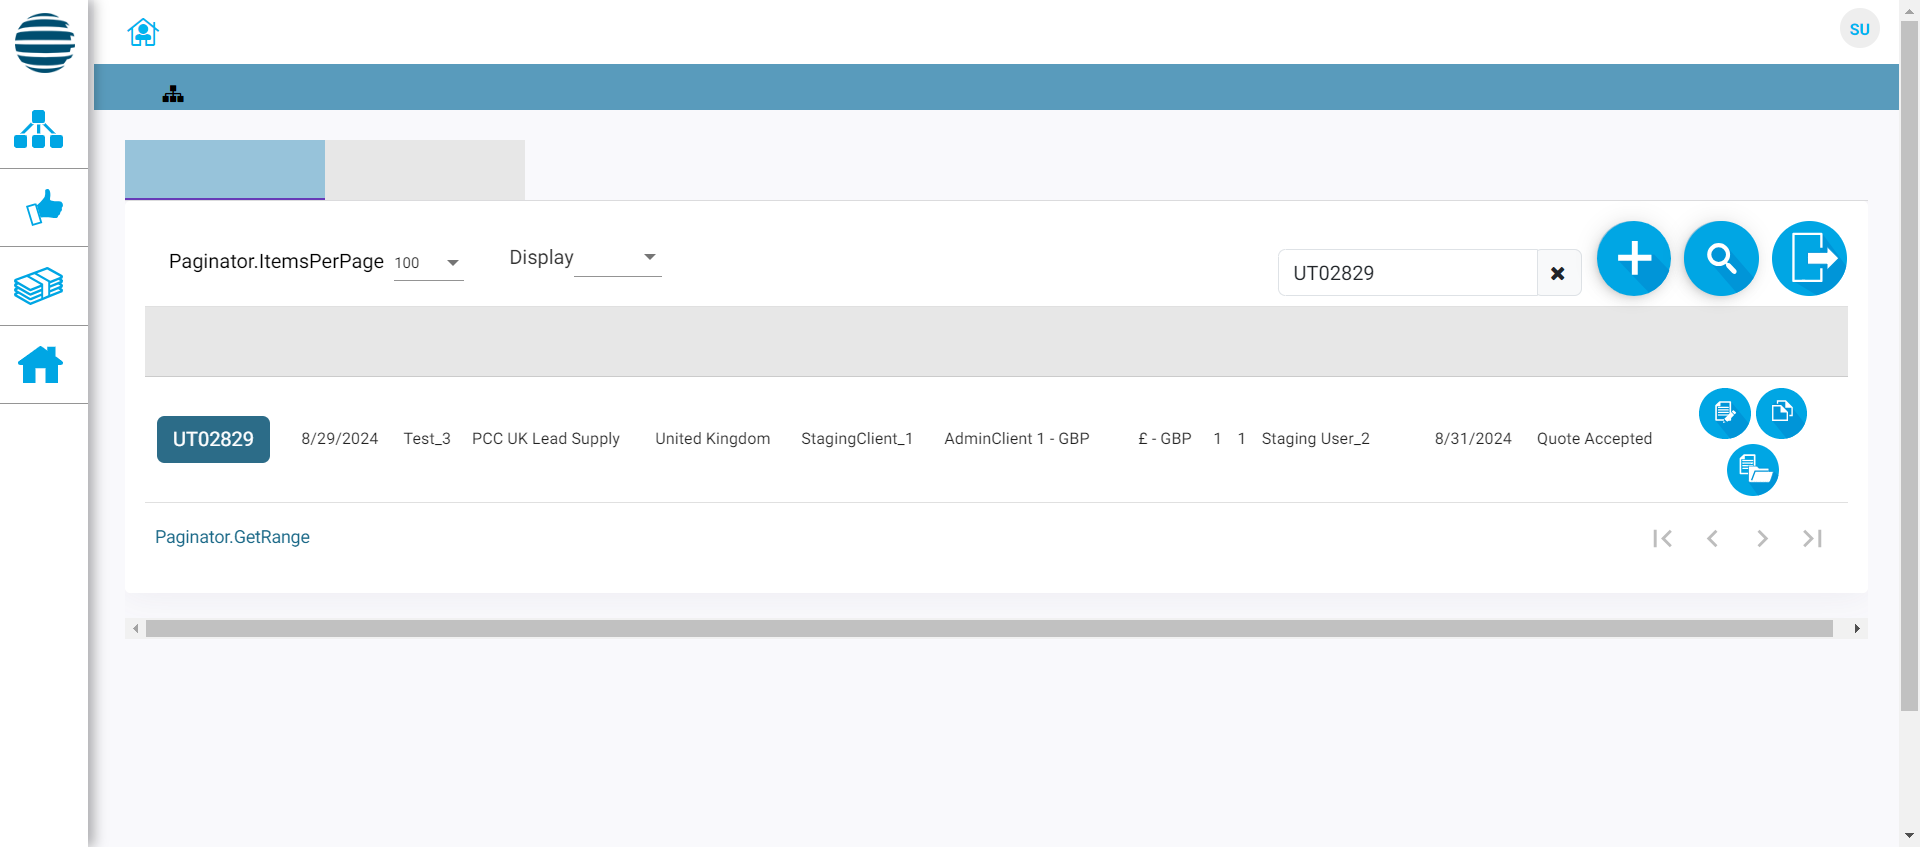 SU
Paginator.ItemsPerPage 100
Display
UT02829
UT02829 8/29/2024 Test_3 PCC UK Lead Supply United Kingdom StagingClient_1 AdminClient 1 - GBP £ - GBP 1 1 Staging User_2 8/31/2024 Quote Accepted
Paginator.GetRange